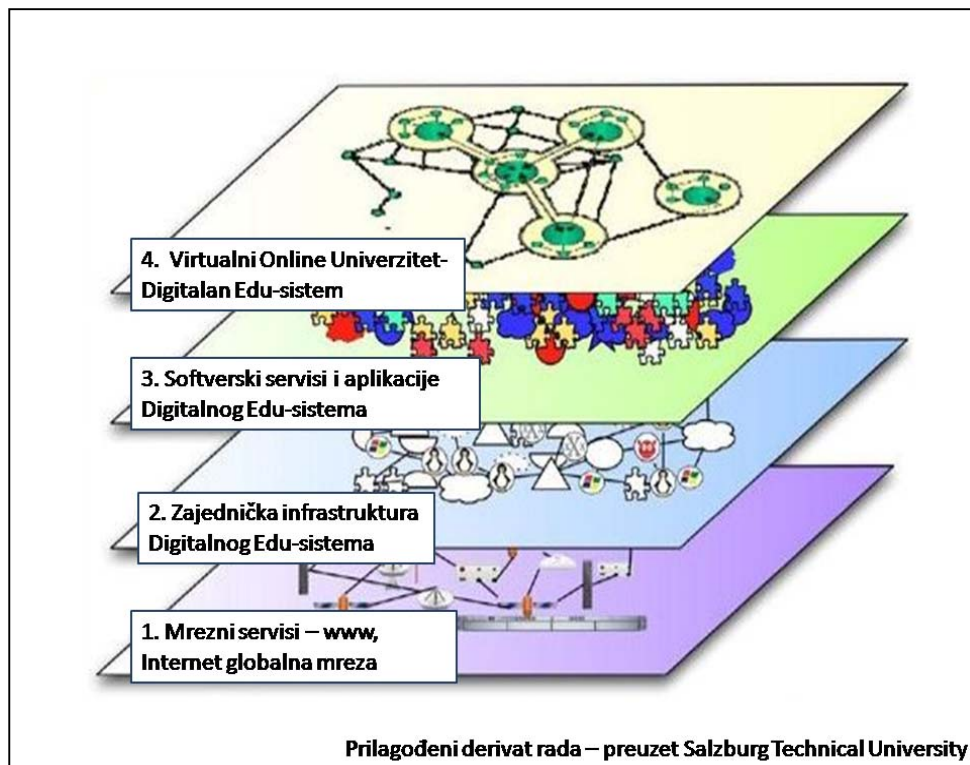 4. Virtualni Online Univerzitet-
Digitalan Edu-sistem
3. Softverski servisi i aplikacije
Digitalnog Edu-sistema
2. Zajednička infrastruktura
Digitalnog Edu-sistema
1. Mrezni servisi – www,
Internet globalna mreza
Prilagođeni derivat rada – preuzet Salzburg Technical University